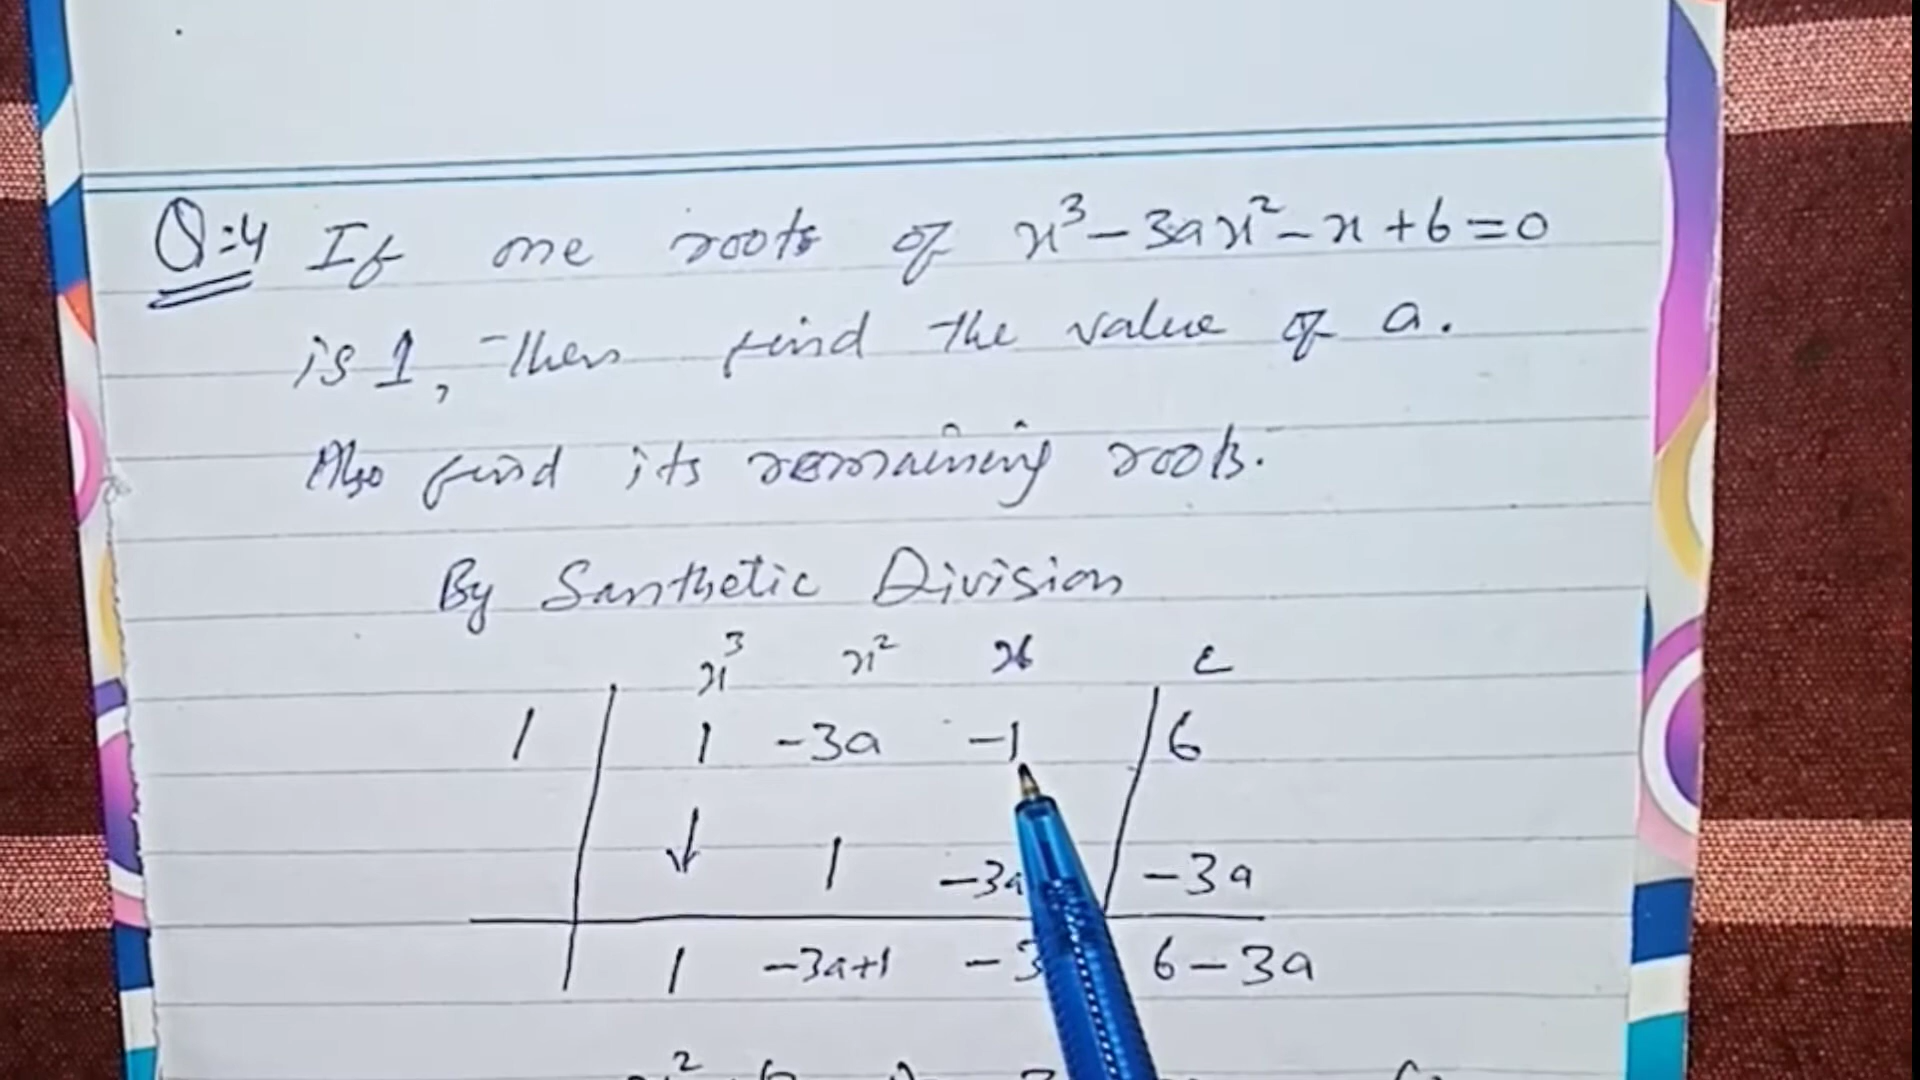 Q:4 If one roots of x³-3ax²-x+6=0
is 1, then find the value of a.
Also find its remaining roots.
By Santhetic Division
x³ x² x c
1 1 -3a -1 6
↓ 1 -3a -3a
1 -3a+1 -3 6-3a